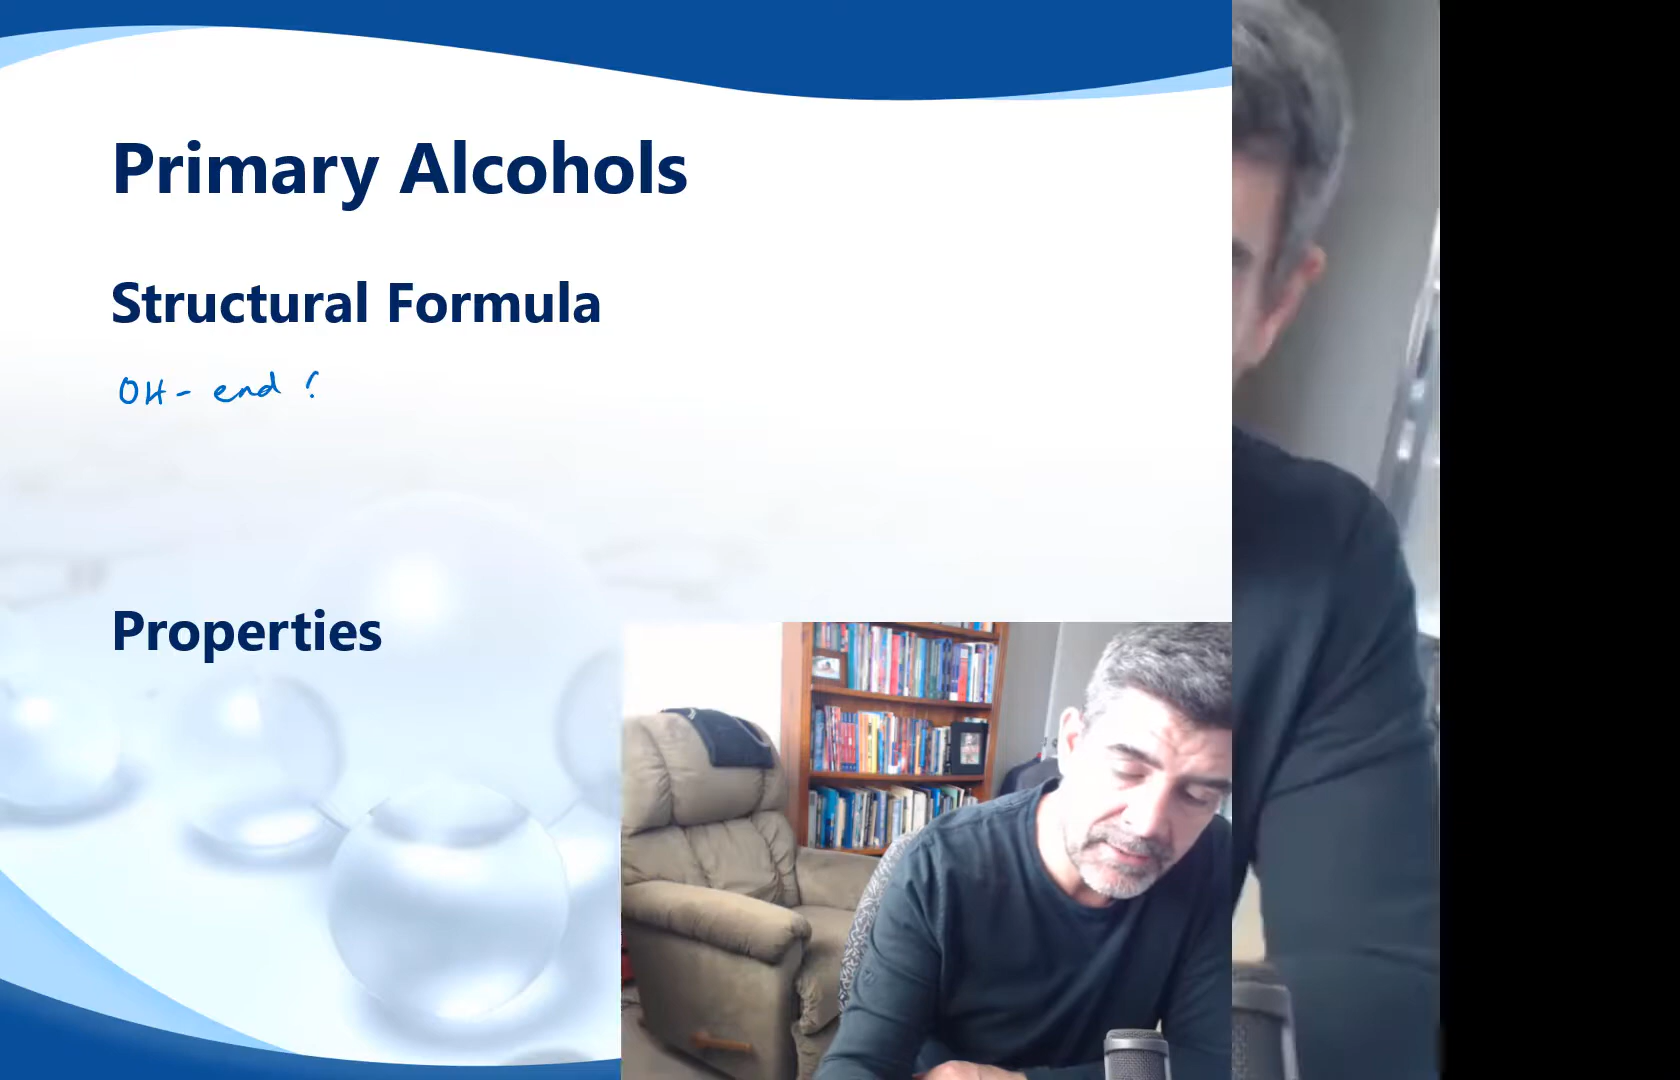 Primary Alcohols
Structural Formula
OH - end ?
Properties